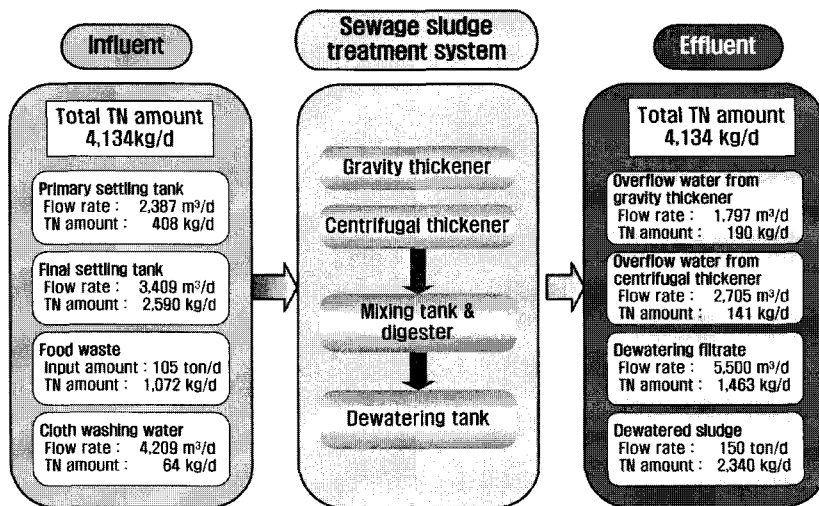 Influent
Total TN amount
4,134kg/d
Primary settling tank
Flow rate : 2,387 m³/d
TN amount : 408 kg/d
Final settling tank
Flow rate : 3,409 m³/d
TN amount : 2,590 kg/d
Food waste
Input amount : 105 ton/d
TN amount : 1,072 kg/d
Cloth washing water
Flow rate : 4,209 m³/d
TN amount : 64 kg/d
Sewage sludge
treatment system
Gravity thickener
Centrifugal thickener
Mixing tank &
digester
Dewatering tank
Effluent
Total TN amount
4,134 kg/d
Overflow water from
gravity thickener
Flow rate : 1,797 m³/d
TN amount : 190 kg/d
Overflow water from
centrifugal thickener
Flow rate : 2,705 m³/d
TN amount : 141 kg/d
Dewatering filtrate
Flow rate : 5,500 m³/d
TN amount : 1,463 kg/d
Dewatered sludge
Flow rate : 150 ton/d
TN amount : 2,340 kg/d